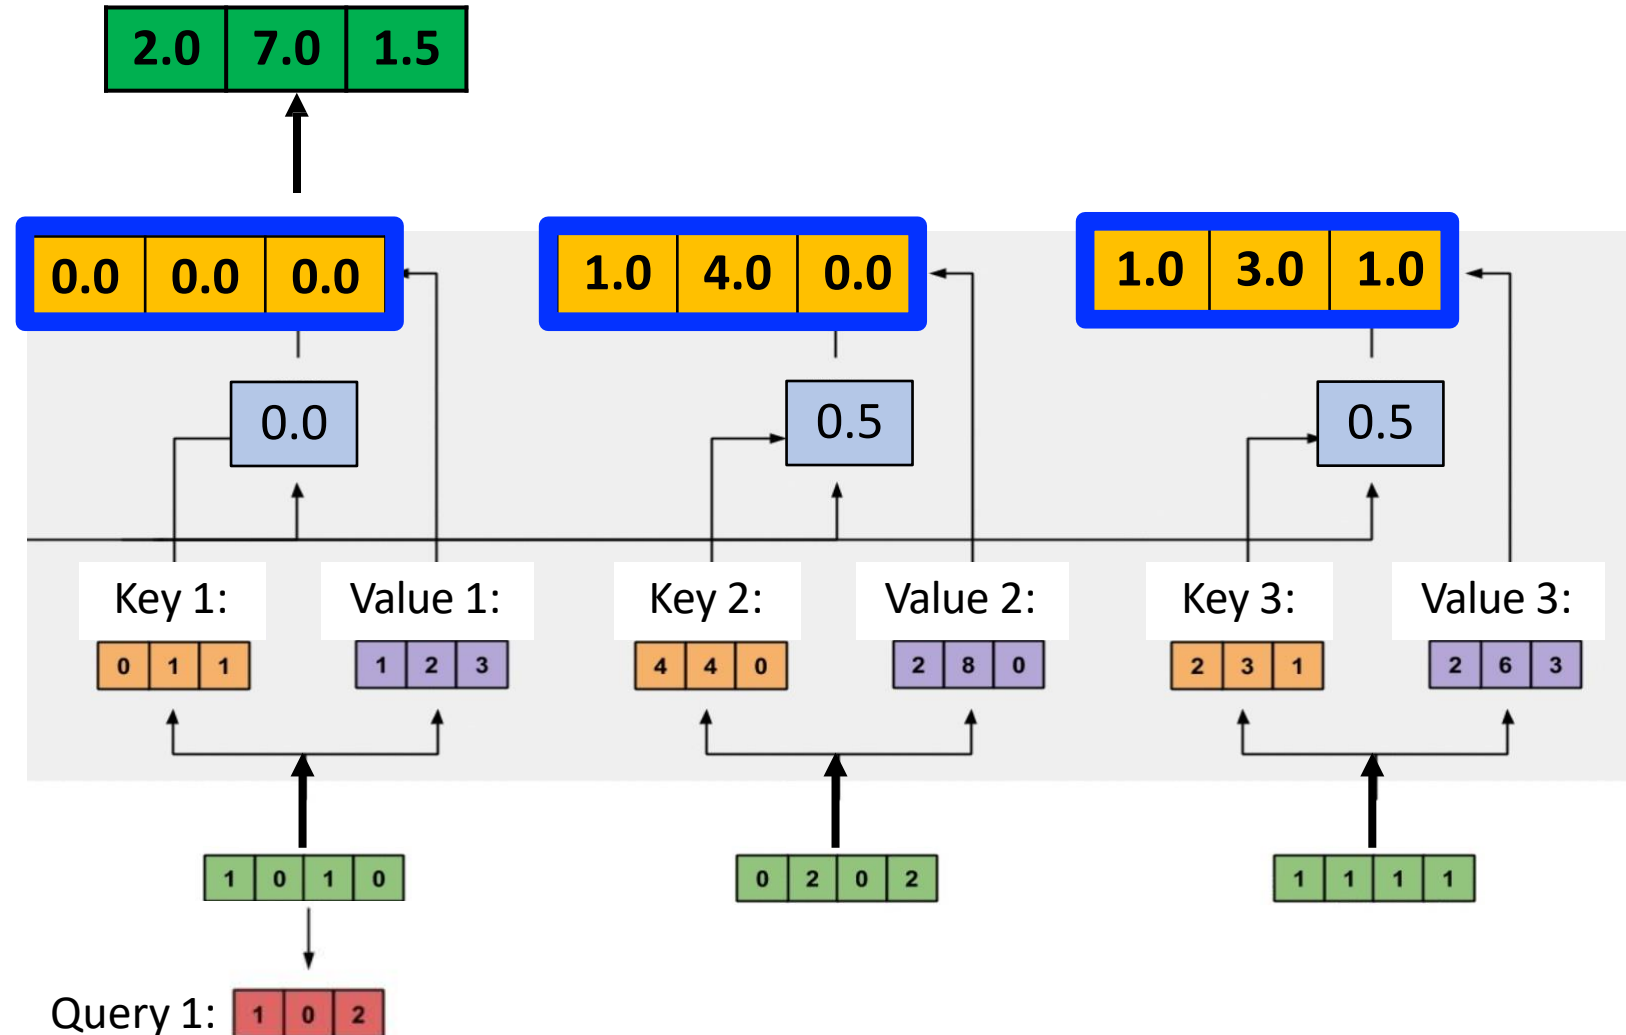 2.0 7.0 1.5
0.0 0.0 0.0 1.0 4.0 0.0 1.0 3.0 1.0
0.0 0.5 0.5
Key 1: Value 1: Key 2: Value 2: Key 3: Value 3:
0 1 1 1 2 3 4 4 0 2 8 0 2 3 1 2 6 3
1 0 1 0 0 2 0 2 1 1 1 1
Query 1: 1 0 2